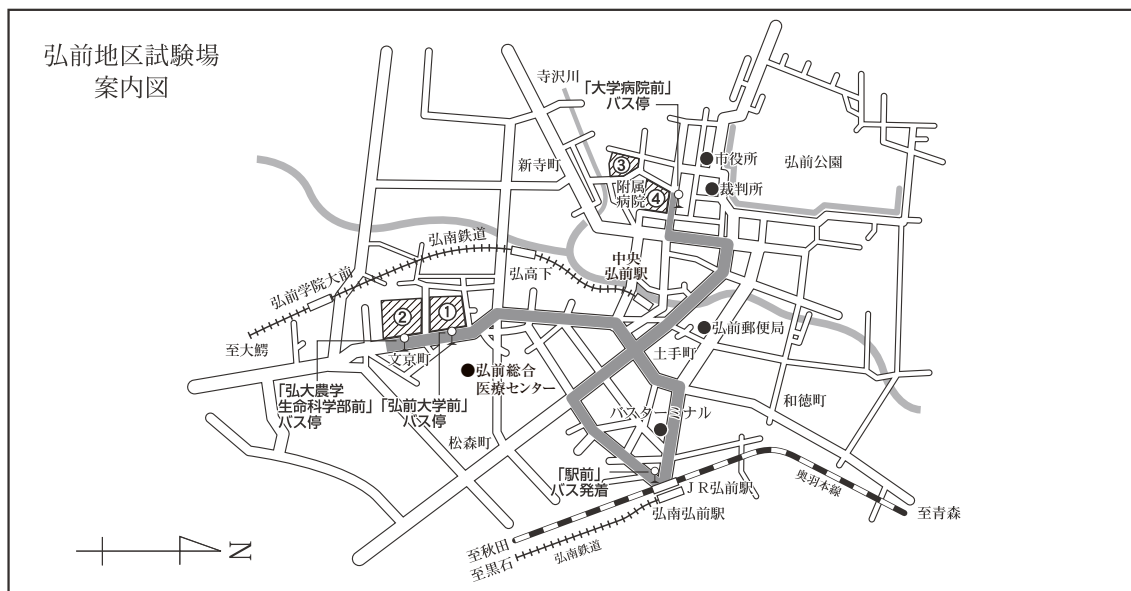 弘前地区試験場
案内図
寺沢川
「大学病院前」
バス停
新寺町
③
附属
病院
④
市役所
裁判所
弘前公園
弘南鉄道
弘前学院大前
弘高下
中央
弘前駅
②
①
至大鰐
文京町
弘前郵便局
土手町
弘前総合
医療センター
「弘大農学
生命科学部前」
バス停
「弘前大学前」
バス停
和徳町
バスターミナル
松森町
「駅前」
バス発着
JR弘前駅
奥羽本線
弘南弘前駅
至青森
至秋田
至黒石
弘南鉄道
N